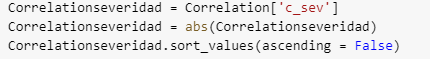 Correlationseveridad = Correlation['c_sev']
Correlationseveridad = abs(Correlationseveridad)
Correlationseveridad.sort_values(ascending = False)